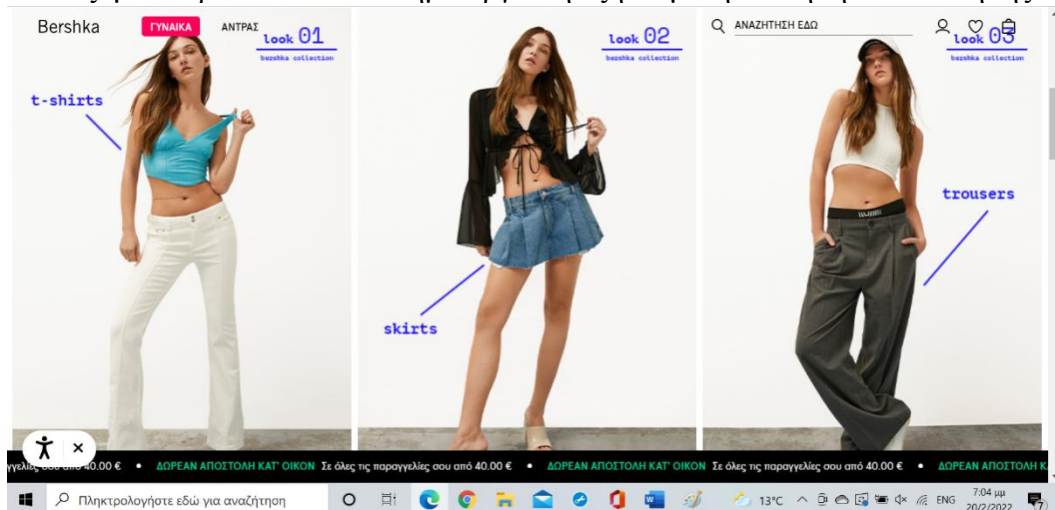 Bershka
ΓΥΝΑΙΚΑ
ΑΝΤΡΑΣ
ΑΝΑΖΗΤΗΣΗ ΕΔΩ
look 01
bershka collection
t-shirts
look 02
bershka collection
skirts
look 03
bershka collection
trousers
40.00 € • ΔΩΡΕΑΝ ΑΠΟΣΤΟΛΗ ΚΑΤ' ΟΙΚΟΝ Σε όλες τις παραγγελίες σου από 40.00 € • ΔΩΡΕΑΝ ΑΠΟΣΤΟΛΗ ΚΑΤ' ΟΙΚΟΝ Σε όλες τις παραγγελίες σου από 40.00 € • ΔΩΡΕΑΝ ΑΠΟΣΤΟΛΗ Κ
Πληκτρολογήστε εδώ για αναζήτηση
13°C
ENG
7:04 μμ
20/2/2022
7